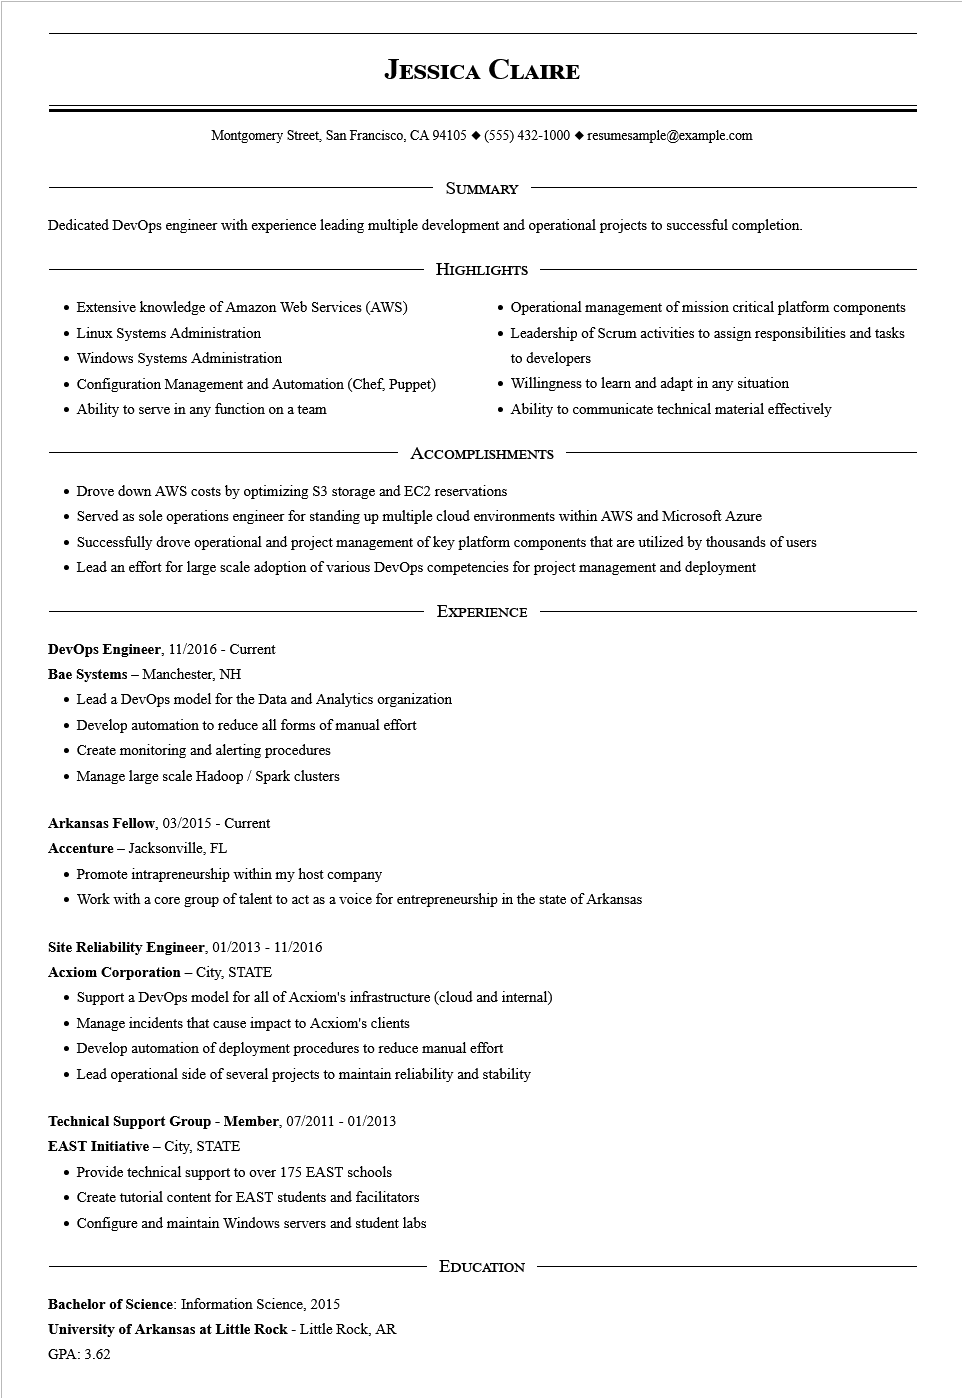 Jessica Claire
Montgomery Street, San Francisco, CA 94105 ◆ (555) 432-1000 ◆ resumesample@example.com
Summary
Dedicated DevOps engineer with experience leading multiple development and operational projects to successful completion.
Highlights
• Extensive knowledge of Amazon Web Services (AWS)
• Linux Systems Administration
• Windows Systems Administration
• Configuration Management and Automation (Chef, Puppet)
• Ability to serve in any function on a team
• Operational management of mission critical platform components
• Leadership of Scrum activities to assign responsibilities and tasks
to developers
• Willingness to learn and adapt in any situation
• Ability to communicate technical material effectively
Accomplishments
• Drove down AWS costs by optimizing S3 storage and EC2 reservations
• Served as sole operations engineer for standing up multiple cloud environments within AWS and Microsoft Azure
• Successfully drove operational and project management of key platform components that are utilized by thousands of users
• Lead an effort for large scale adoption of various DevOps competencies for project management and deployment
Experience
DevOps Engineer, 11/2016 - Current
Bae Systems – Manchester, NH
• Lead a DevOps model for the Data and Analytics organization
• Develop automation to reduce all forms of manual effort
• Create monitoring and alerting procedures
• Manage large scale Hadoop / Spark clusters
Arkansas Fellow, 03/2015 - Current
Accenture – Jacksonville, FL
• Promote intrapreneurship within my host company
• Work with a core group of talent to act as a voice for entrepreneurship in the state of Arkansas
Site Reliability Engineer, 01/2013 - 11/2016
Acxiom Corporation – City, STATE
• Support a DevOps model for all of Acxiom's infrastructure (cloud and internal)
• Manage incidents that cause impact to Acxiom's clients
• Develop automation of deployment procedures to reduce manual effort
• Lead operational side of several projects to maintain reliability and stability
Technical Support Group - Member, 07/2011 - 01/2013
EAST Initiative – City, STATE
• Provide technical support to over 175 EAST schools
• Create tutorial content for EAST students and facilitators
• Configure and maintain Windows servers and student labs
Education
Bachelor of Science: Information Science, 2015
University of Arkansas at Little Rock - Little Rock, AR
GPA: 3.62